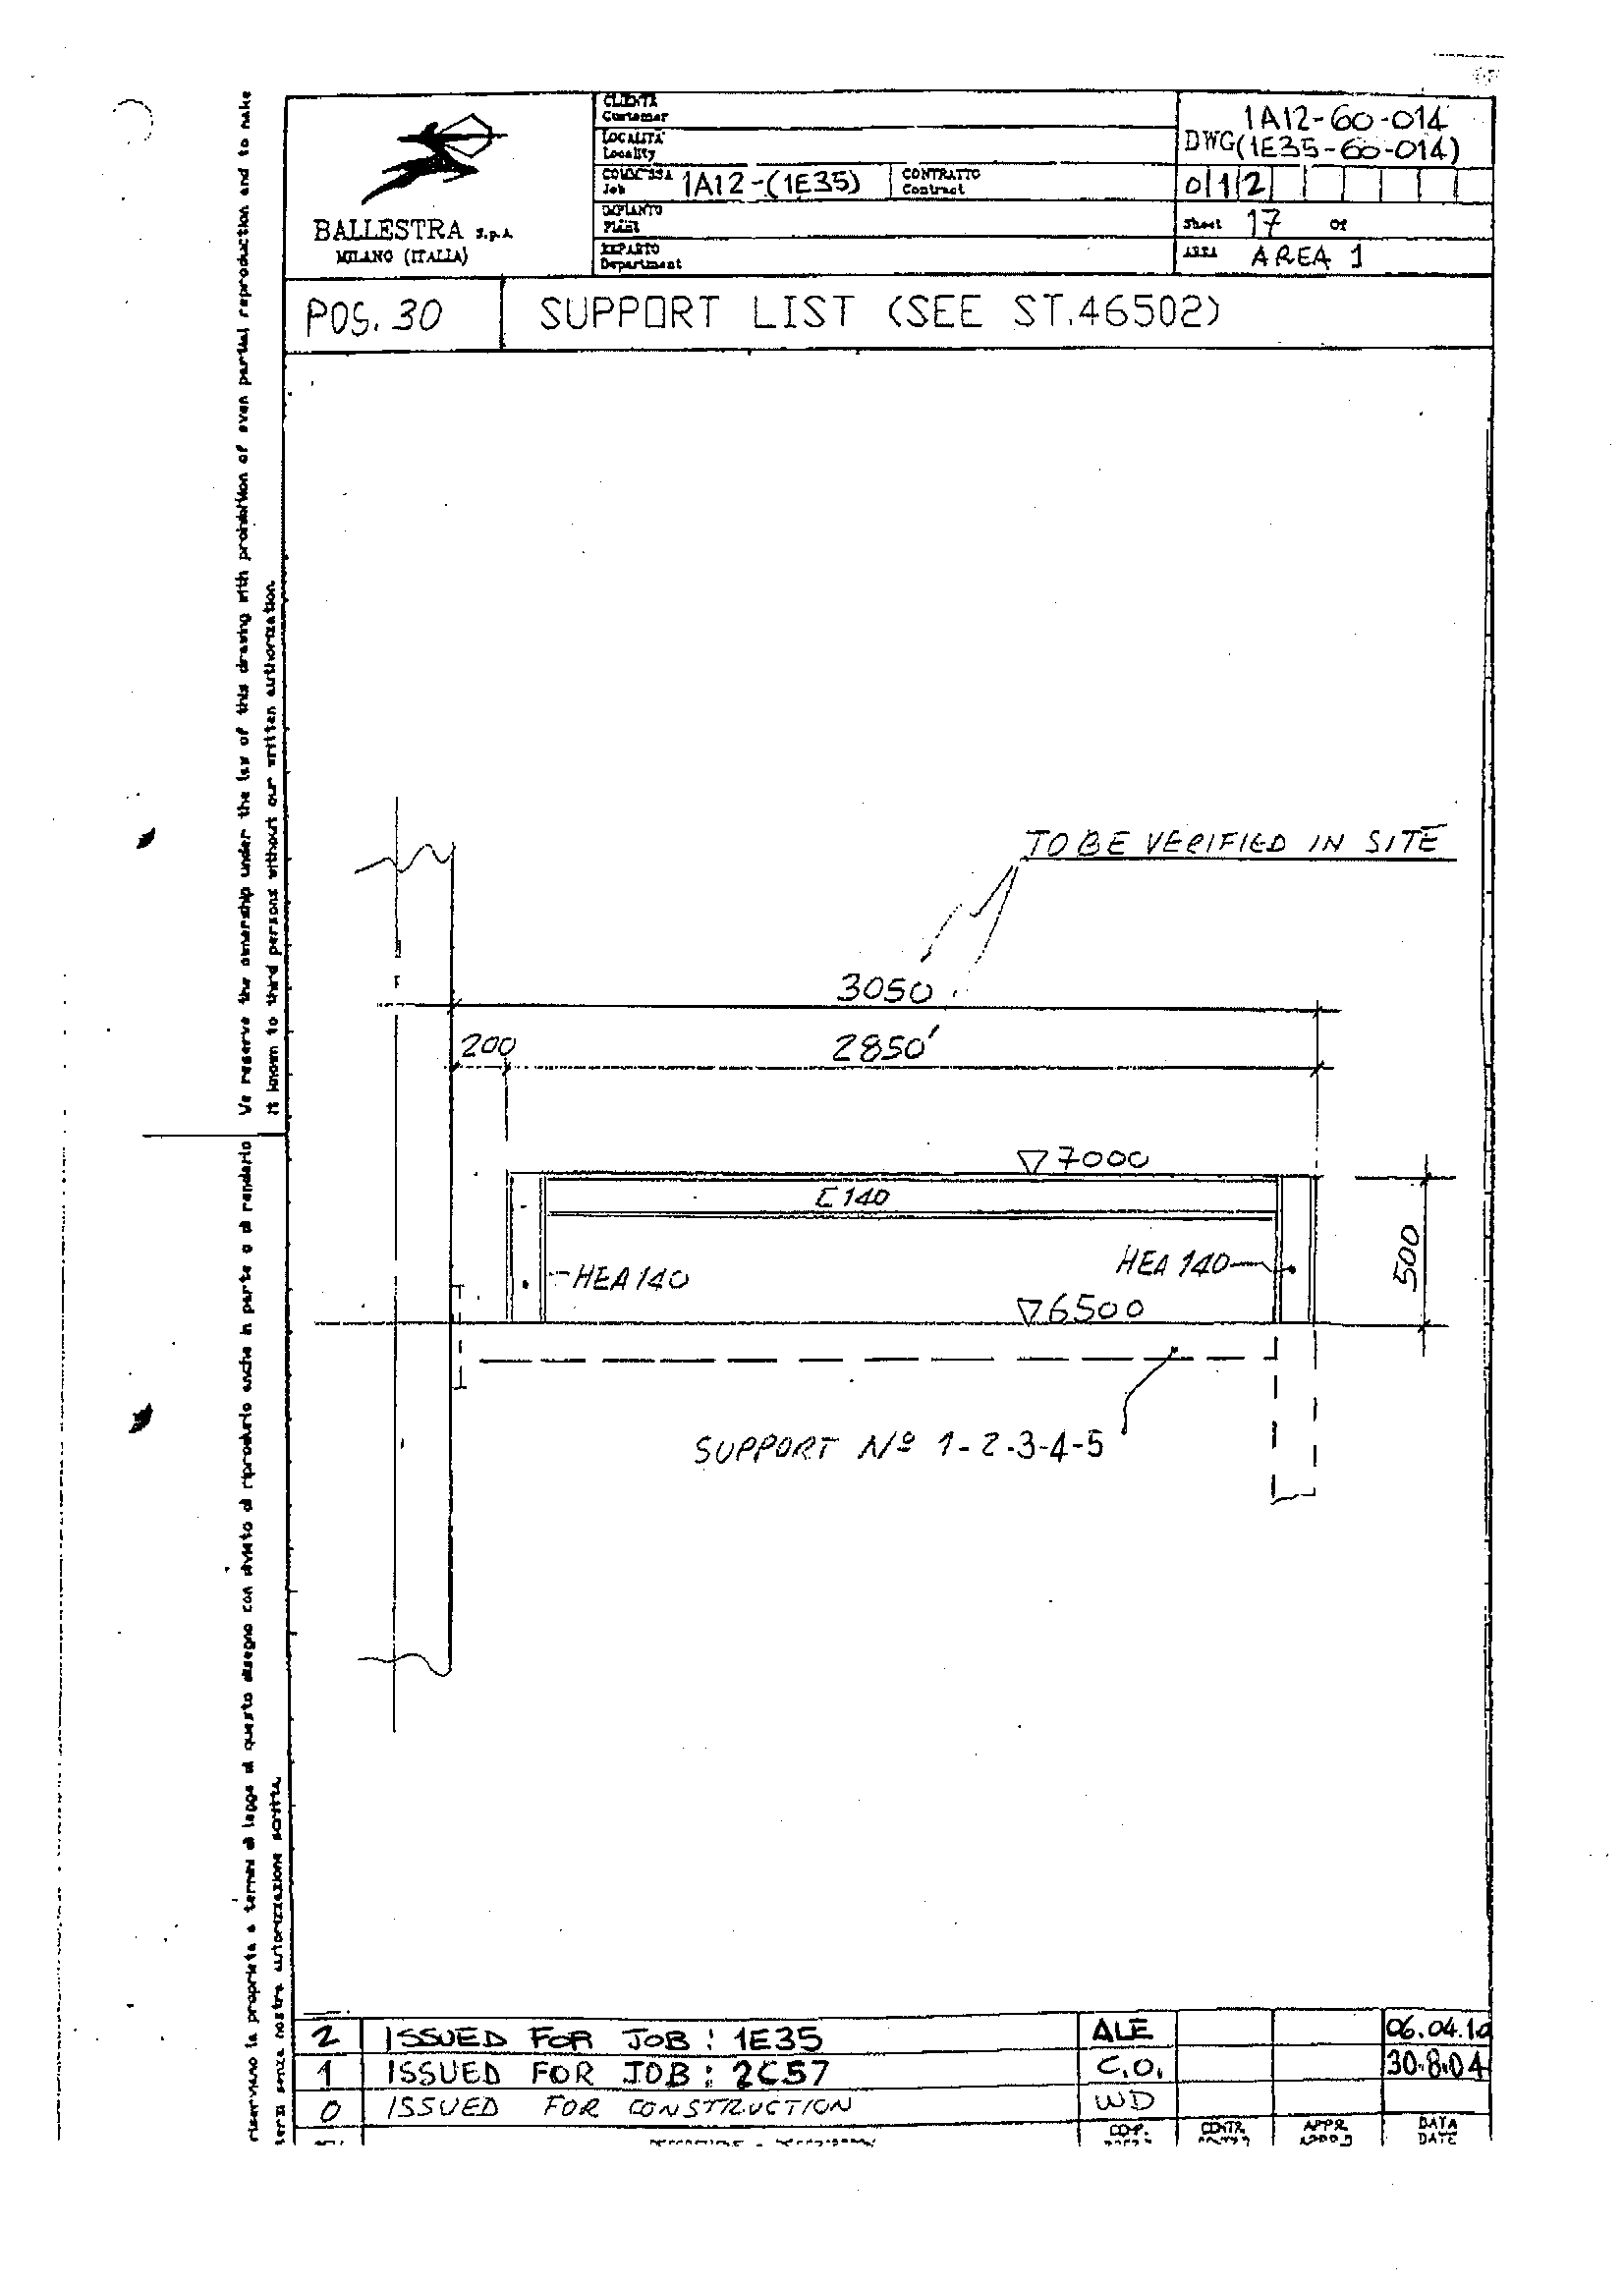 CLIENTE
Customer
LOCALITA'
Locality
COMMESSA
Job
1A12-(1E35)
CONTRATTO
Contract
IMPIANTO
Plant
REPARTO
Department
1A12-60-014
DWG(1E35-60-014)
0 1 2
Sheet 17 of
AREA AREA 1
BALLESTRA S.p.A.
MILANO (ITALIA)
POS. 30
SUPPORT LIST (SEE ST.46502)
We reserve the ownership under the law of this drawing with prohibition of even partial reproduction and to make
it known to third persons without our written authorization.
TO BE VERIFIED IN SITE
3050
200
2850
7000
[ 140
HEA 140
HEA 140
500
6500
SUPPORT Nº 1-2-3-4-5
riserviamo la proprieta a termini di legge di questo disegno con divieto di riprodurlo anche in parte o di renderlo
terzi senza nostra autorizzazione scritta.
2 ISSUED FOR JOB: 1E35 ALE 06.04.10
1 ISSUED FOR JOB: 2C57 C.O. 30.8.04
0 ISSUED FOR CONSTRUCTION WD
COMP. CONTR. APPR. DATA
DATE